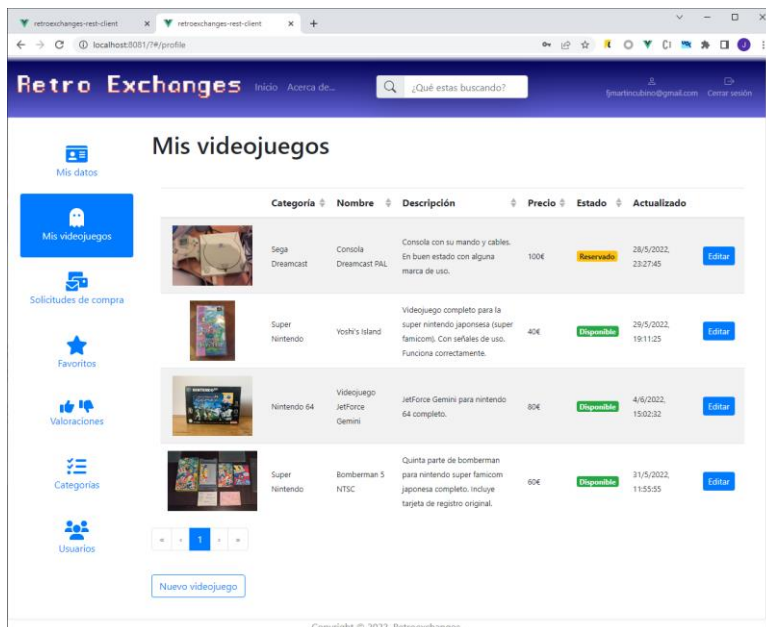 retroexchanges-rest-client
retroexchanges-rest-client
localhost:8081/?#/profile
Retro Exchanges
Inicio Acerca de...
¿Qué estas buscando?
fjmartincubino@gmail.com Cerrar sesión
Mis datos
Mis videojuegos
Solicitudes de compra
Favoritos
Valoraciones
Categorías
Usuarios
Mis videojuegos
Categoría Nombre Descripción Precio Estado Actualizado
Sega Dreamcast
Consola Dreamcast PAL
Consola con su mando y cables.
En buen estado con alguna
marca de uso.
100€
Reservado
28/5/2022,
23:27:45
Editar
Super Nintendo
Yoshi's Island
Videojuego completo para la
super nintendo japonsesa (super
famicom). Con señales de uso.
Funciona correctamente.
40€
Disponible
29/5/2022,
19:11:25
Editar
Nintendo 64
Videojuego
JetForce
Gemini
JetForce Gemini para nintendo
64 completo.
80€
Disponible
4/6/2022,
15:02:32
Editar
Super Nintendo
Bomberman 5
NTSC
Quinta parte de bomberman
para nintendo super famicom
japonesa completo. Incluye
tarjeta de registro original.
60€
Disponible
31/5/2022,
11:55:55
Editar
« ‹ 1 › »
Nuevo videojuego
Copyright © 2022, Retroexchanges